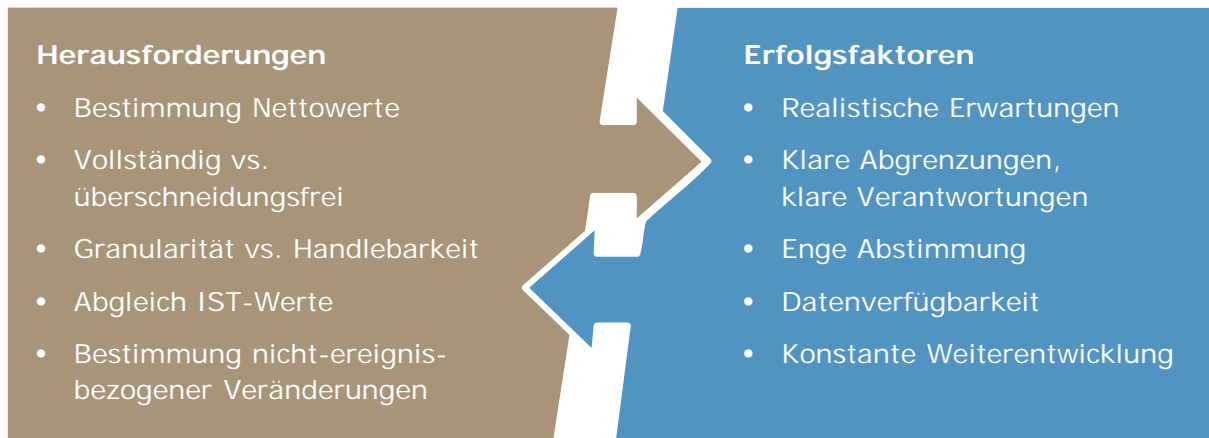 Herausforderungen
• Bestimmung Nettowerte
• Vollständig vs.
überschneidungsfrei
• Granularität vs. Handlebarkeit
• Abgleich IST-Werte
• Bestimmung nicht-ereignis-
bezogener Veränderungen
Erfolgsfaktoren
• Realistische Erwartungen
• Klare Abgrenzungen,
klare Verantwortungen
• Enge Abstimmung
• Datenverfügbarkeit
• Konstante Weiterentwicklung